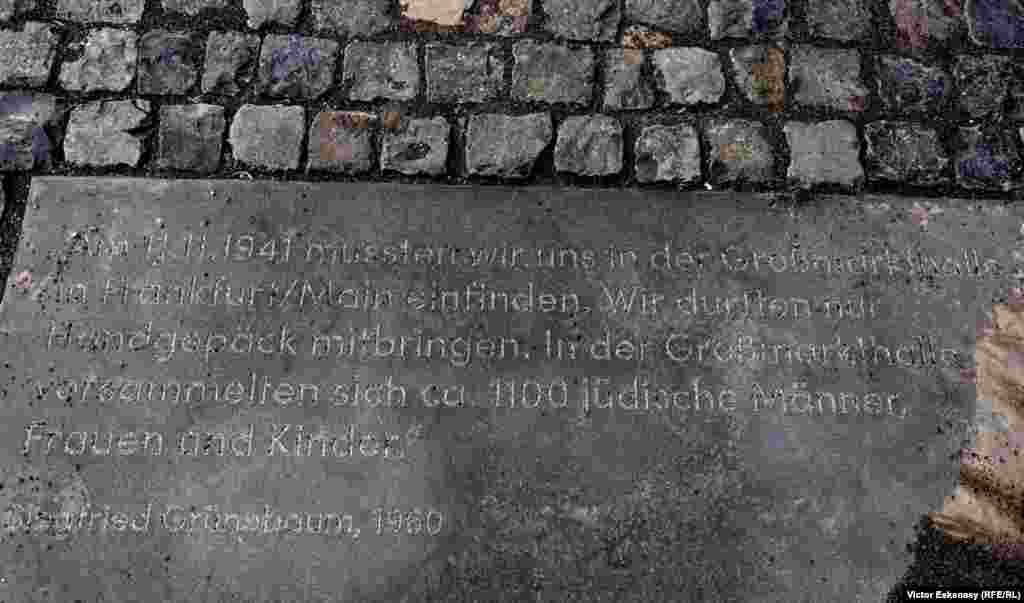 „Am 11.11.1941 mussten wir uns in der Großmarkthalle
in Frankfurt/Main einfinden. Wir durften nur
Handgepäck mitbringen. In der Großmarkthalle
versammelten sich ca. 1100 jüdische Männer,
Frauen und Kinder.“
Siegfried Grünebaum, 1960
Victor Eskenasy (RFE/RL)